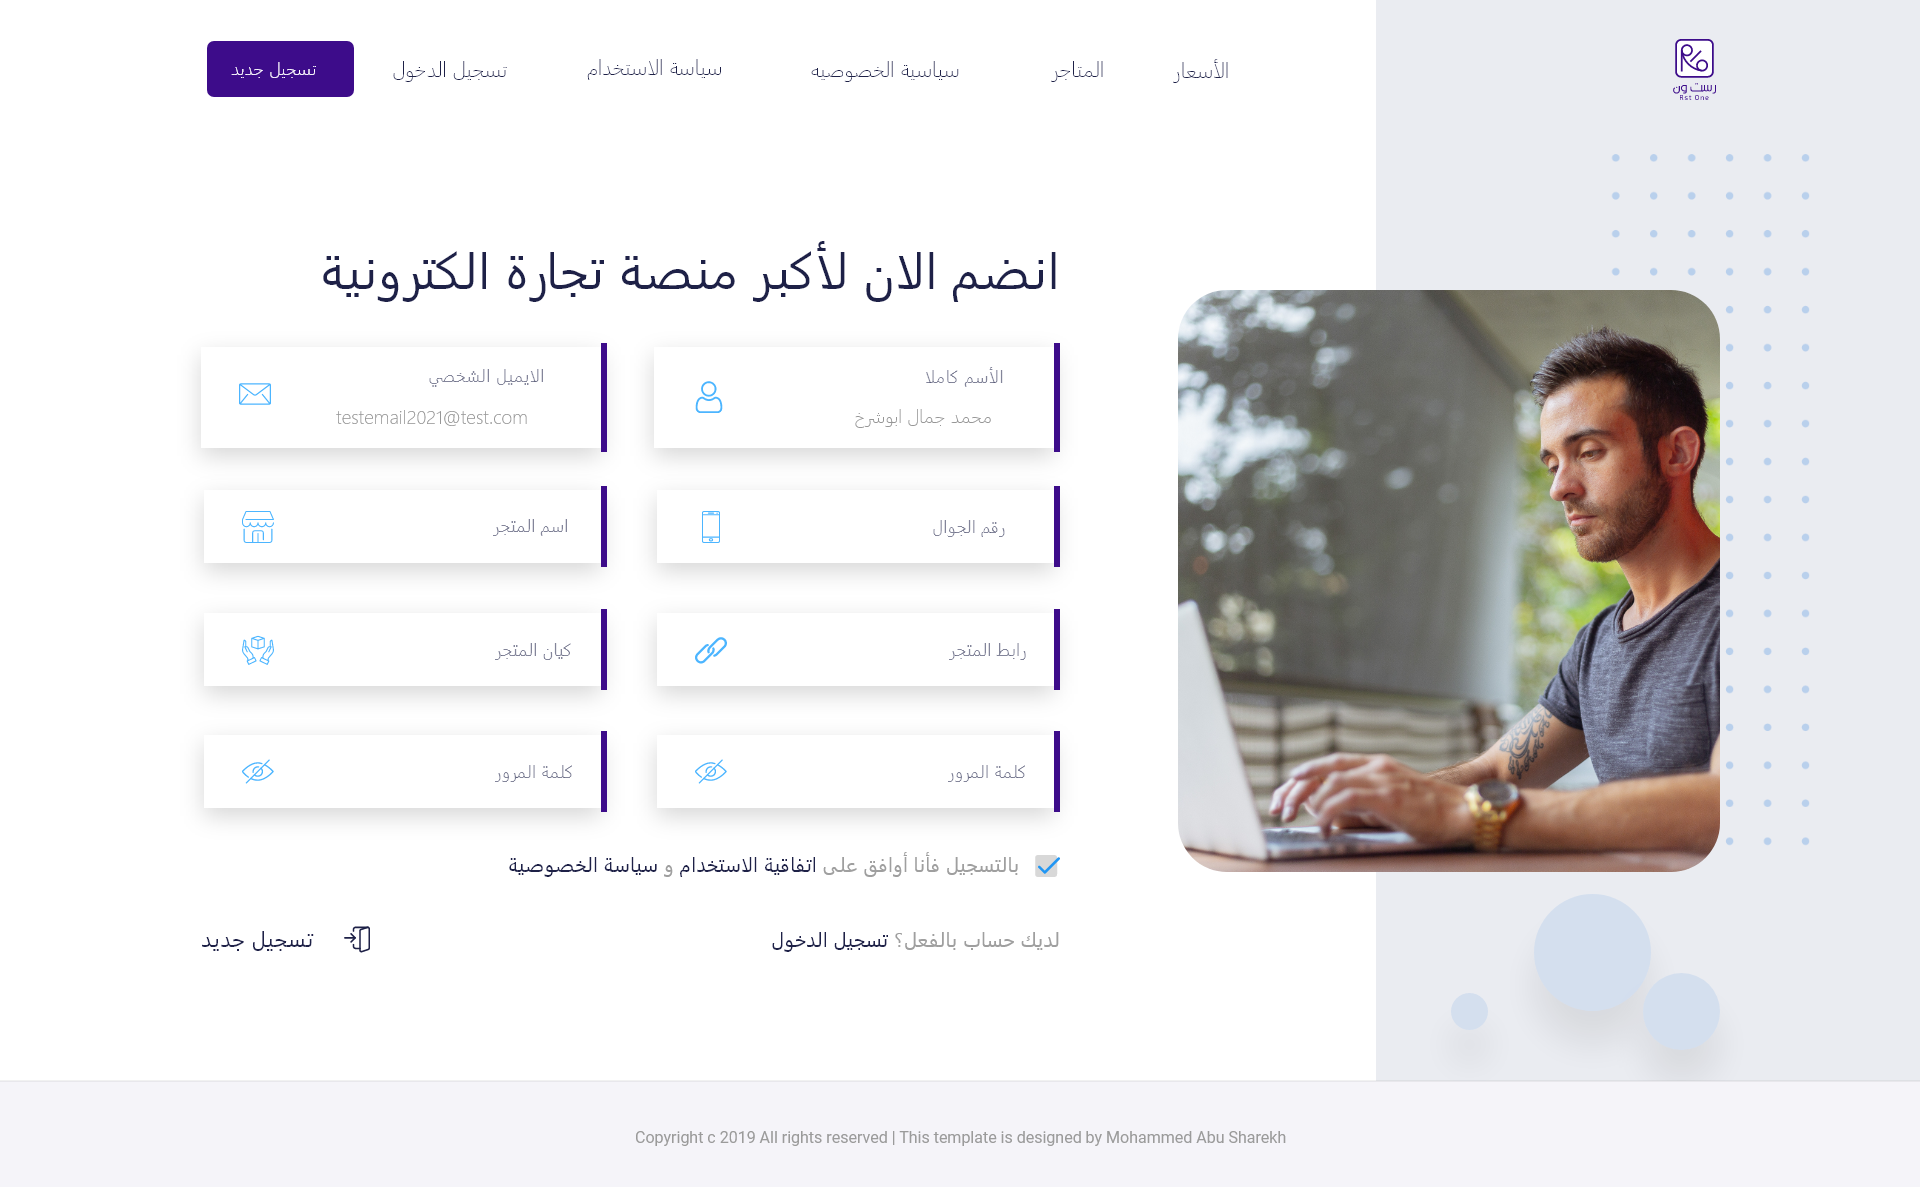 رست ون
Rst One
الأسعار
المتاجر
سياسية الخصوصيه
سياسة الاستخدام
تسجيل الدخول
تسجيل جديد
انضم الان لأكبر منصة تجارة الكترونية
الأسم كاملا
محمد جمال ابوشرخ
الايميل الشخصي
testemail2021@test.com
رقم الجوال
اسم المتجر
رابط المتجر
كيان المتجر
كلمة المرور
كلمة المرور
بالتسجيل فأنا أوافق على اتفاقية الاستخدام و سياسة الخصوصية
لديك حساب بالفعل؟ تسجيل الدخول
تسجيل جديد
Copyright c 2019 All rights reserved | This template is designed by Mohammed Abu Sharekh